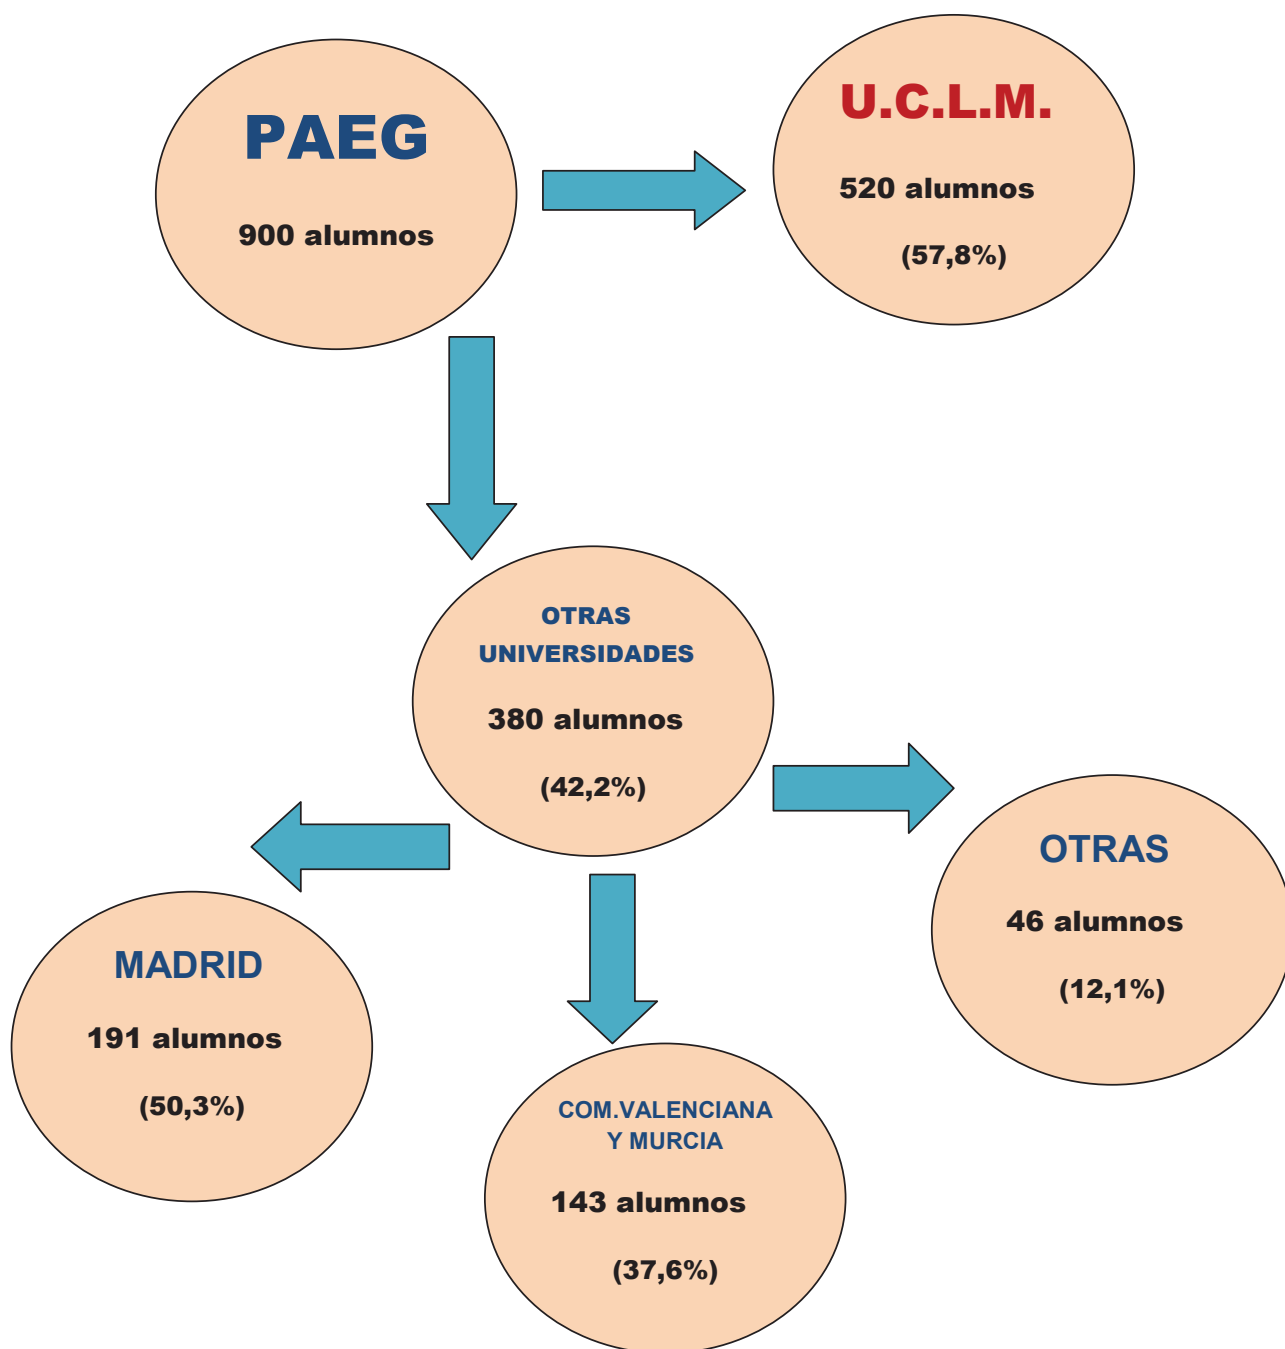 PAEG
900 alumnos
U.C.L.M.
520 alumnos
(57,8%)
OTRAS
UNIVERSIDADES
380 alumnos
(42,2%)
OTRAS
46 alumnos
(12,1%)
MADRID
191 alumnos
(50,3%)
COM.VALENCIANA
Y MURCIA
143 alumnos
(37,6%)